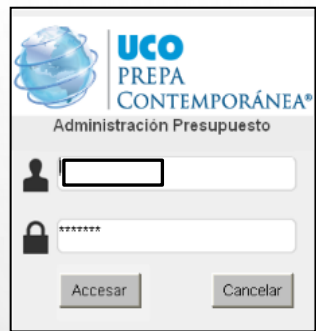 UCO
PREPA
CONTEMPORÁNEA®
Administración Presupuesto
*******
Accesar Cancelar